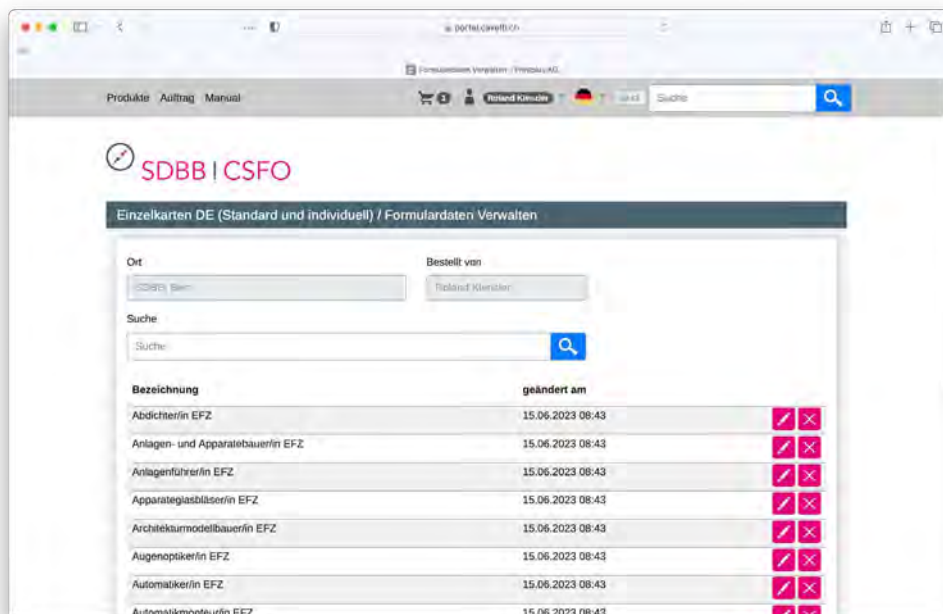 portal.cavelti.ch
Formulardaten Verwalten / Printplus AG
Produkte Auftrag Manual
Roland Kienzler
Suche
SDBB | CSFO
Einzelkarten DE (Standard und individuell) / Formulardaten Verwalten
Ort Bestellt von
SDBB Bern Roland Kienzler
Suche
Suche
Bezeichnung geändert am
Abdichter/in EFZ 15.06.2023 08:43
Anlagen- und Apparatebauer/in EFZ 15.06.2023 08:43
Anlagenführer/in EFZ 15.06.2023 08:43
Apparateglasbläser/in EFZ 15.06.2023 08:43
Architekturmodellbauer/in EFZ 15.06.2023 08:43
Augenoptiker/in EFZ 15.06.2023 08:43
Automatiker/in EFZ 15.06.2023 08:43
Automatikmonteur/in EFZ 15.06.2023 08:43